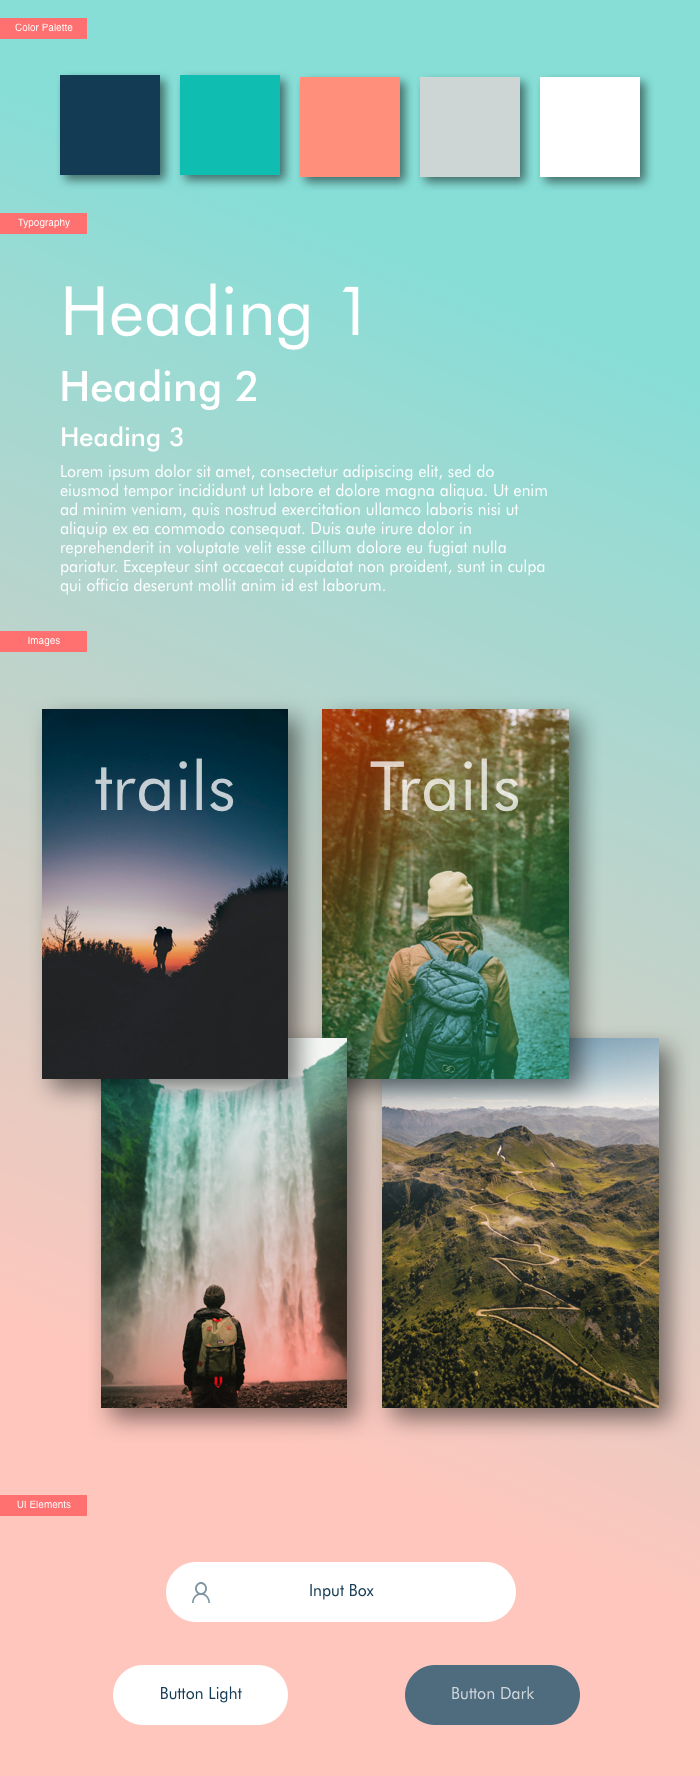 Color Palette
Typography
Heading 1
Heading 2
Heading 3
Lorem ipsum dolor sit amet, consectetur adipiscing elit, sed do
eiusmod tempor incididunt ut labore et dolore magna aliqua. Ut enim
ad minim veniam, quis nostrud exercitation ullamco laboris nisi ut
aliquip ex ea commodo consequat. Duis aute irure dolor in
reprehenderit in voluptate velit esse cillum dolore eu fugiat nulla
pariatur. Excepteur sint occaecat cupidatat non proident, sunt in culpa
qui officia deserunt mollit anim id est laborum.
Images
trails
Trails
UI Elements
Input Box
Button Light
Button Dark